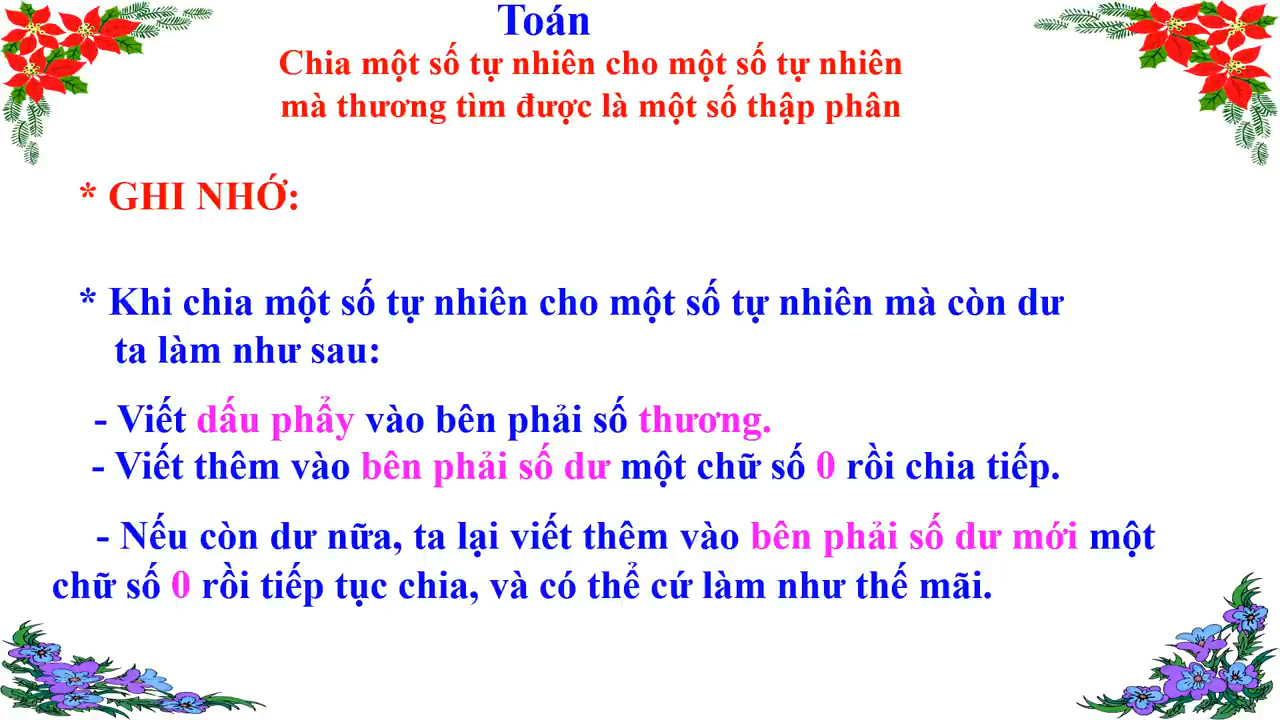 Toán
Chia một số tự nhiên cho một số tự nhiên
mà thương tìm được là một số thập phân
* GHI NHỚ:
* Khi chia một số tự nhiên cho một số tự nhiên mà còn dư
ta làm như sau:
- Viết dấu phẩy vào bên phải số thương.
- Viết thêm vào bên phải số dư một chữ số 0 rồi chia tiếp.
- Nếu còn dư nữa, ta lại viết thêm vào bên phải số dư mới một
chữ số 0 rồi tiếp tục chia, và có thể cứ làm như thế mãi.